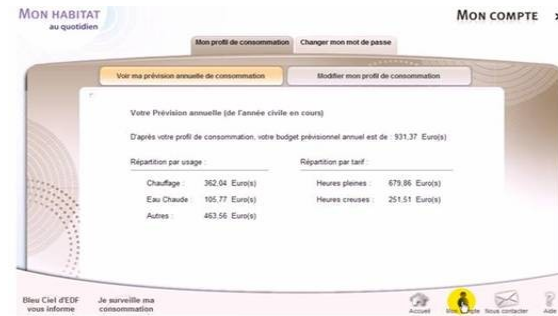 MON HABITAT
au quotidien
MON COMPTE
Mon profil de consommation
Changer mon mot de passe
Voir ma prévision annuelle de consommation
Modifier mon profil de consommation
Votre Prévision annuelle (de l'année civile en cours)
D'après votre profil de consommation, votre budget prévisionnel annuel est de : 931,37 Euro(s)
Répartition par usage :
Répartition par tarif :
Chauffage : 362,04 Euro(s)
Heures pleines : 679,86 Euro(s)
Eau Chaude : 105,77 Euro(s)
Heures creuses : 251,51 Euro(s)
Autres : 463,56 Euro(s)
Bleu Ciel d'EDF
vous informe
Je surveille ma
consommation
Accueil
Mon Compte
Nous contacter